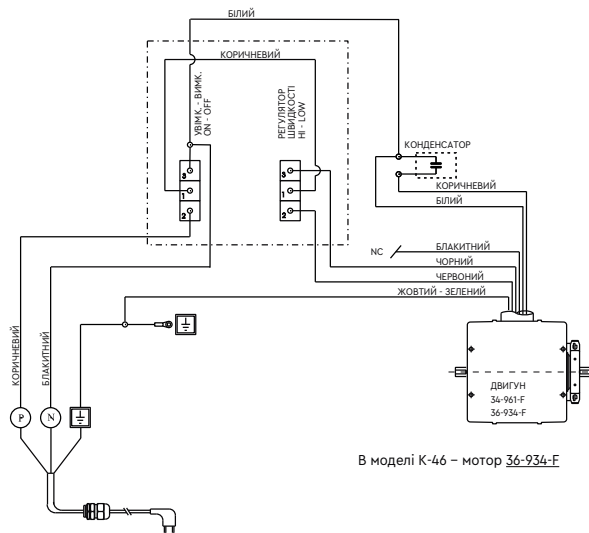 БІЛИЙ
КОРИЧНЕВИЙ
УВІМК. - ВИМК.
ON - OFF
РЕГУЛЯТОР
ШВИДКОСТІ
HI - LOW
3
1
2
3
1
2
КОНДЕНСАТОР
КОРИЧНЕВИЙ
БІЛИЙ
NC
БЛАКИТНИЙ
ЧОРНИЙ
ЧЕРВОНИЙ
ЖОВТИЙ - ЗЕЛЕНИЙ
КОРИЧНЕВИЙ
БЛАКИТНИЙ
P
N
ДВИГУН
34-961-F
36-934-F
В моделі К-46 – мотор 36-934-F